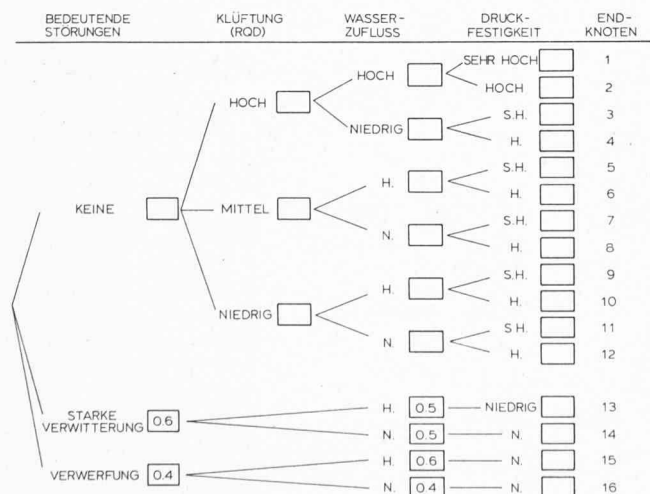 BEDEUTENDE STÖRUNGEN KLÜFTUNG (RQD) WASSER- ZUFLUSS DRUCK- FESTIGKEIT END- KNOTEN
SEHR HOCH 1
HOCH
HOCH 2
HOCH
S.H. 3
NIEDRIG
H. 4
S.H. 5
H.
H. 6
KEINE MITTEL
S.H. 7
N.
H. 8
S.H. 9
H.
H. 10
NIEDRIG
S.H. 11
N.
H. 12
STARKE VERWITTERUNG 0.6
H. 0.5 NIEDRIG 13
N. 0.5 N. 14
VERWERFUNG 0.4
H. 0.6 N. 15
N. 0.4 N. 16